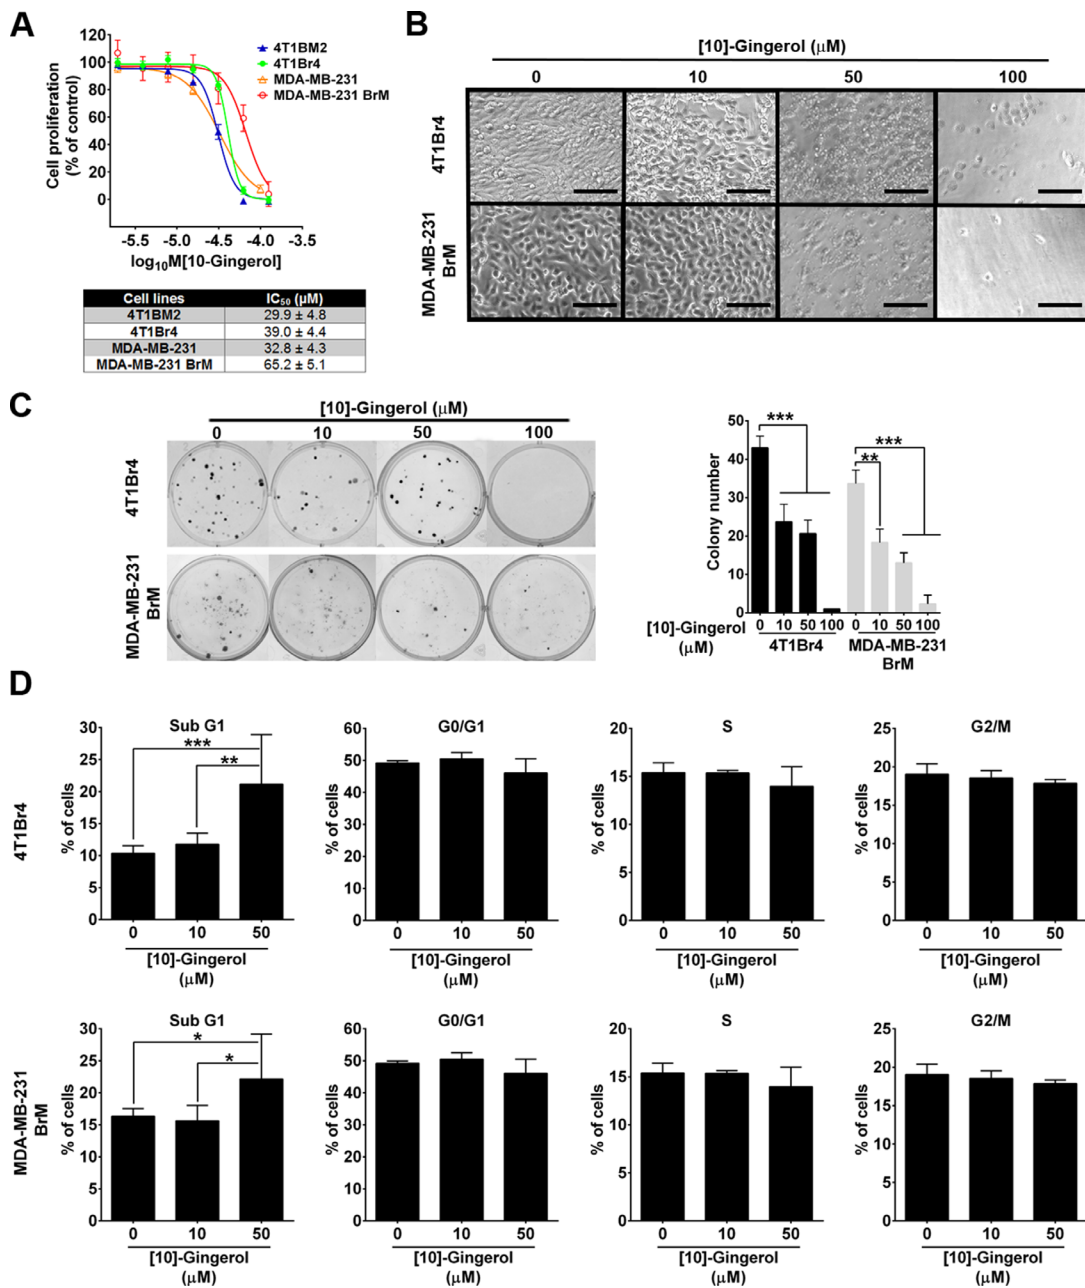 A
120
100
80
60
40
20
0
Cell proliferation
(% of control)
4T1BM2
4T1Br4
MDA-MB-231
MDA-MB-231 BrM
-5.5 -5.0 -4.5 -4.0 -3.5
log10M[10-Gingerol]
Cell lines IC50 (µM)
4T1BM2 29.9 ± 4.8
4T1Br4 39.0 ± 4.4
MDA-MB-231 32.8 ± 4.3
MDA-MB-231 BrM 65.2 ± 5.1
B
[10]-Gingerol (µM)
0 10 50 100
4T1Br4
MDA-MB-231
BrM
C
[10]-Gingerol (µM)
0 10 50 100
4T1Br4
MDA-MB-231
BrM
50
40
30
20
10
0
Colony number
***
**
***
0 10 50 100 0 10 50 100
[10]-Gingerol
(µM)
4T1Br4 MDA-MB-231
BrM
D
4T1Br4
Sub G1
30
25
20
15
10
5
0
% of cells
***
**
0 10 50
[10]-Gingerol
(µM)
G0/G1
60
50
40
30
20
10
0
% of cells
0 10 50
[10]-Gingerol
(µM)
S
20
15
10
5
0
% of cells
0 10 50
[10]-Gingerol
(µM)
G2/M
25
20
15
10
5
0
% of cells
0 10 50
[10]-Gingerol
(µM)
MDA-MB-231
BrM
Sub G1
30
25
20
15
10
5
0
% of cells
*
*
0 10 50
[10]-Gingerol
(µM)
G0/G1
60
50
40
30
20
10
0
% of cells
0 10 50
[10]-Gingerol
(µM)
S
20
15
10
5
0
% of cells
0 10 50
[10]-Gingerol
(µM)
G2/M
25
20
15
10
5
0
% of cells
0 10 50
[10]-Gingerol
(µM)